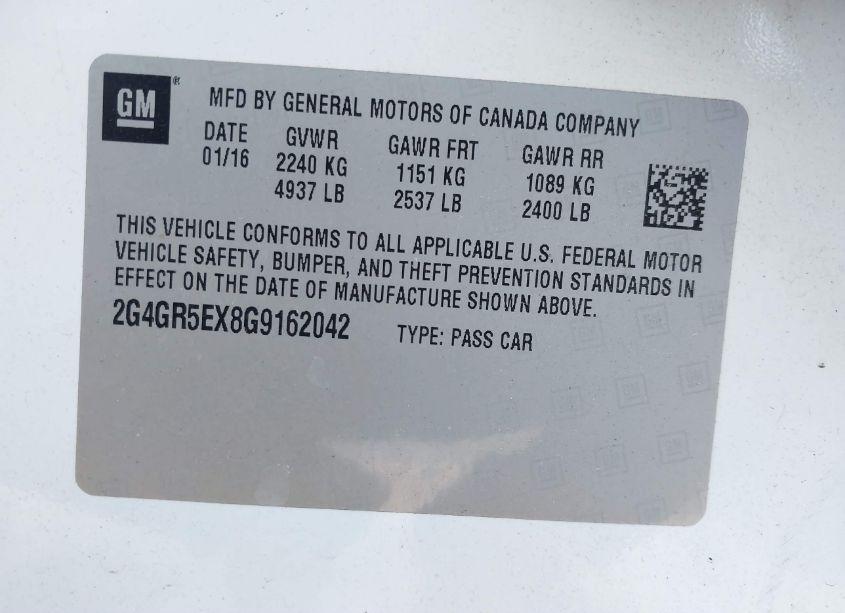 GM®
MFD BY GENERAL MOTORS OF CANADA COMPANY
DATE GVWR GAWR FRT GAWR RR
01/16 2240 KG 1151 KG 1089 KG
4937 LB 2537 LB 2400 LB
THIS VEHICLE CONFORMS TO ALL APPLICABLE U.S. FEDERAL MOTOR
VEHICLE SAFETY, BUMPER, AND THEFT PREVENTION STANDARDS IN
EFFECT ON THE DATE OF MANUFACTURE SHOWN ABOVE.
2G4GR5EX8G9162042 TYPE: PASS CAR